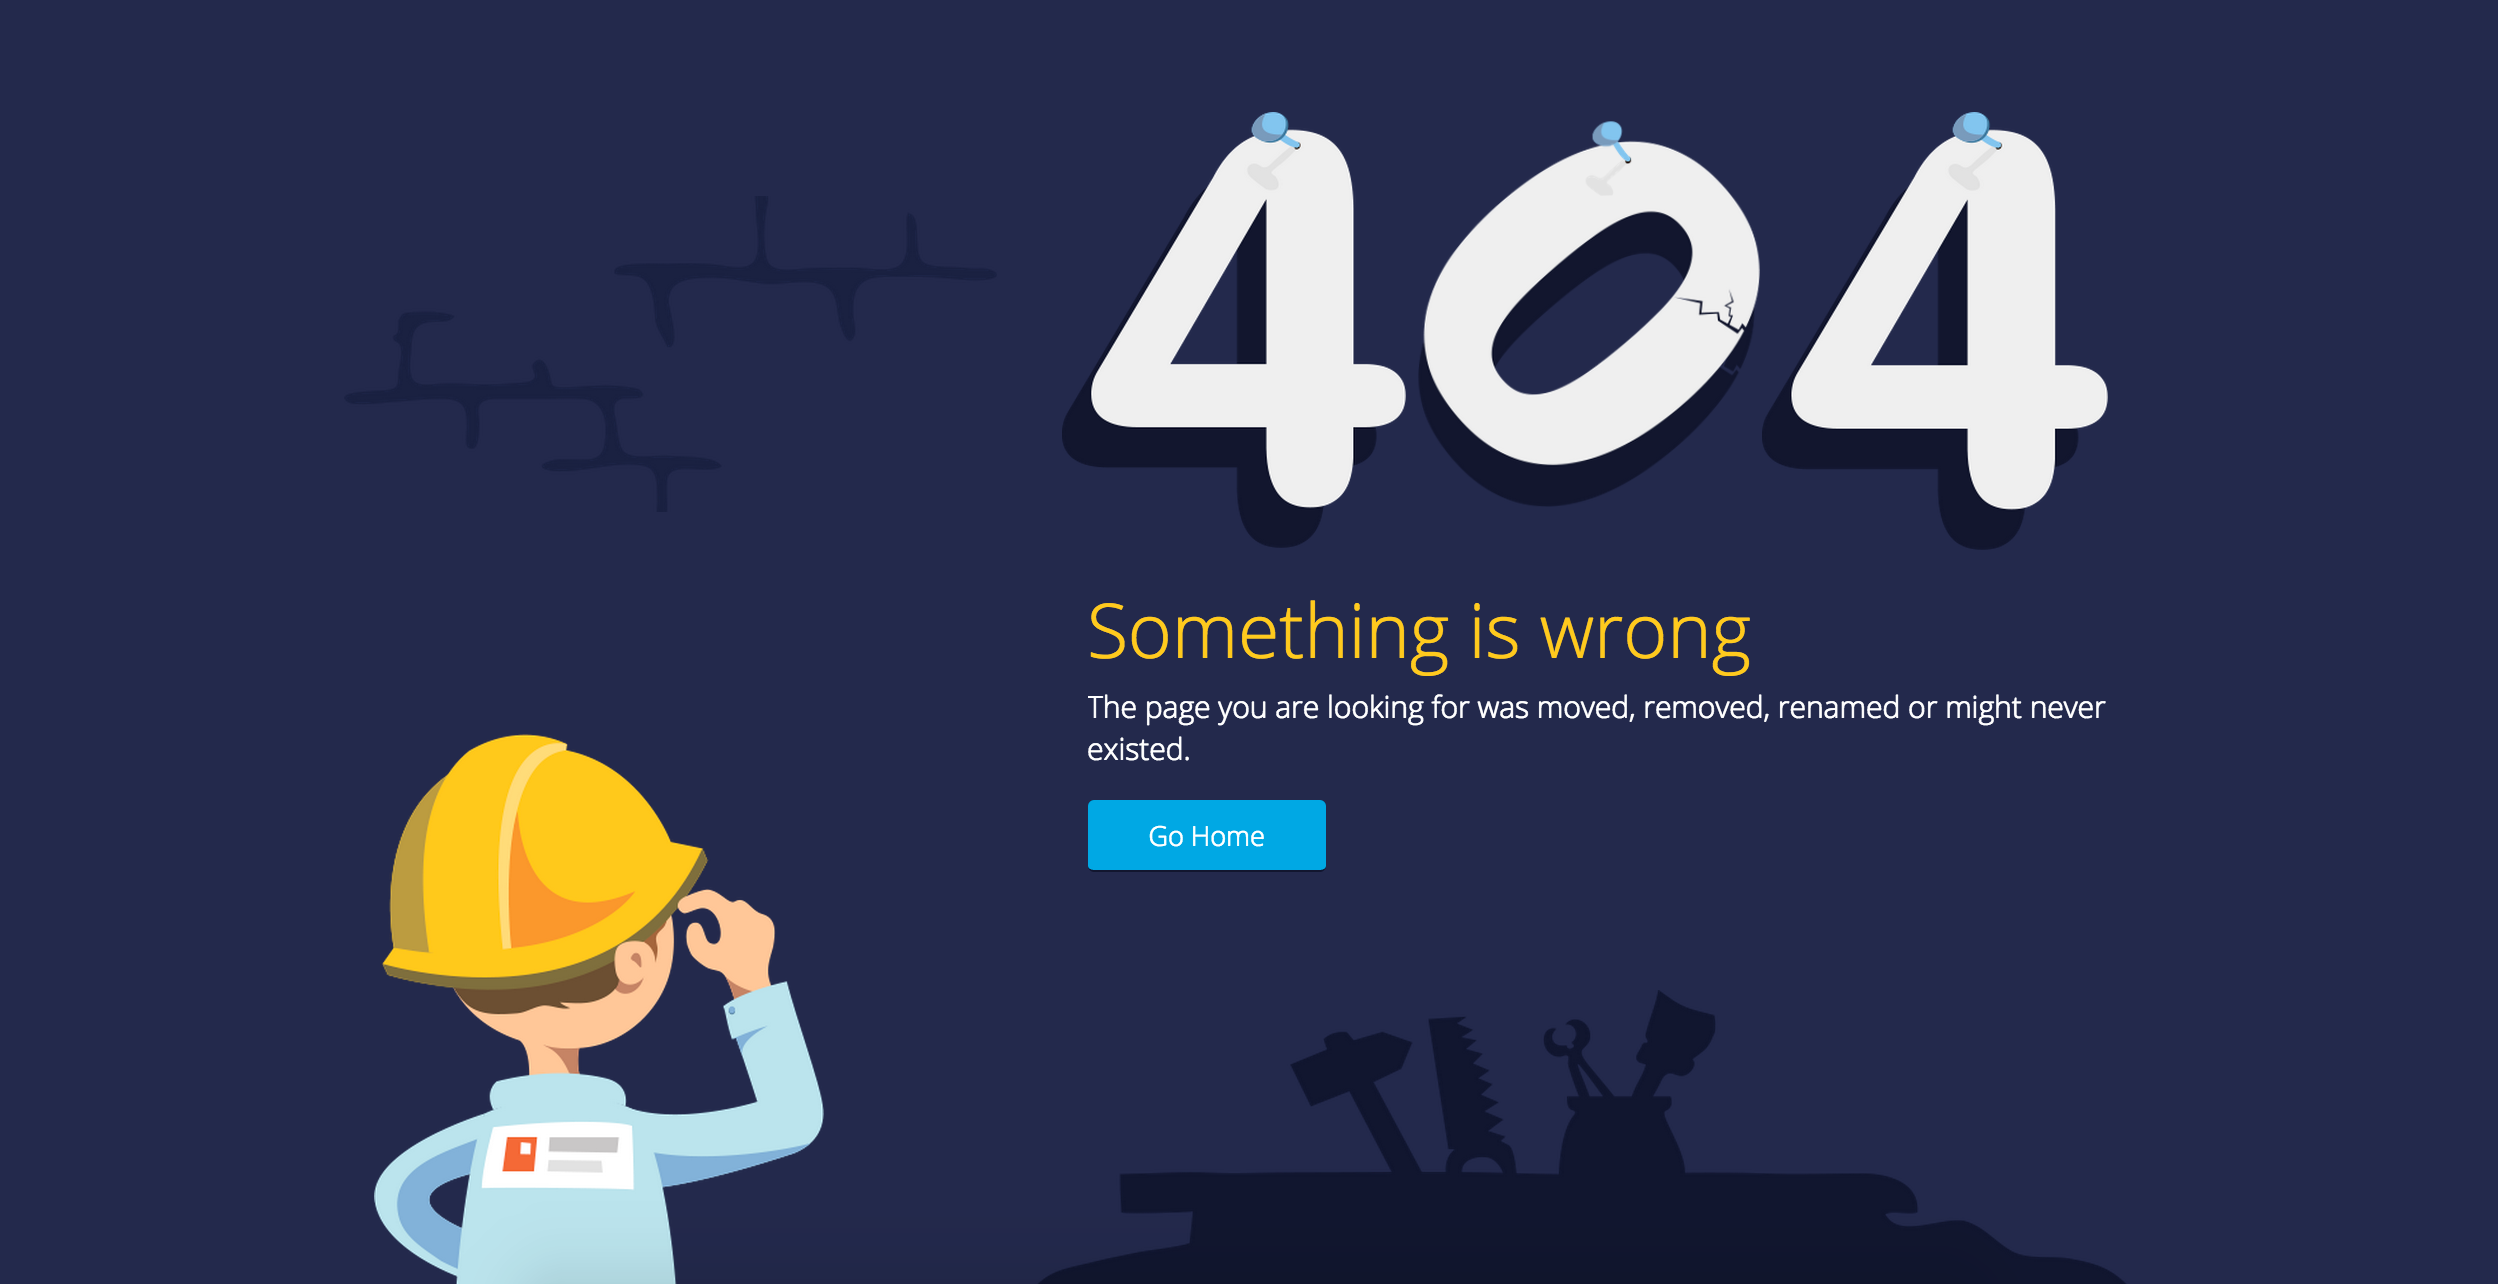 404
Something is wrong
The page you are looking for was moved, removed, renamed or might never
existed.
Go Home